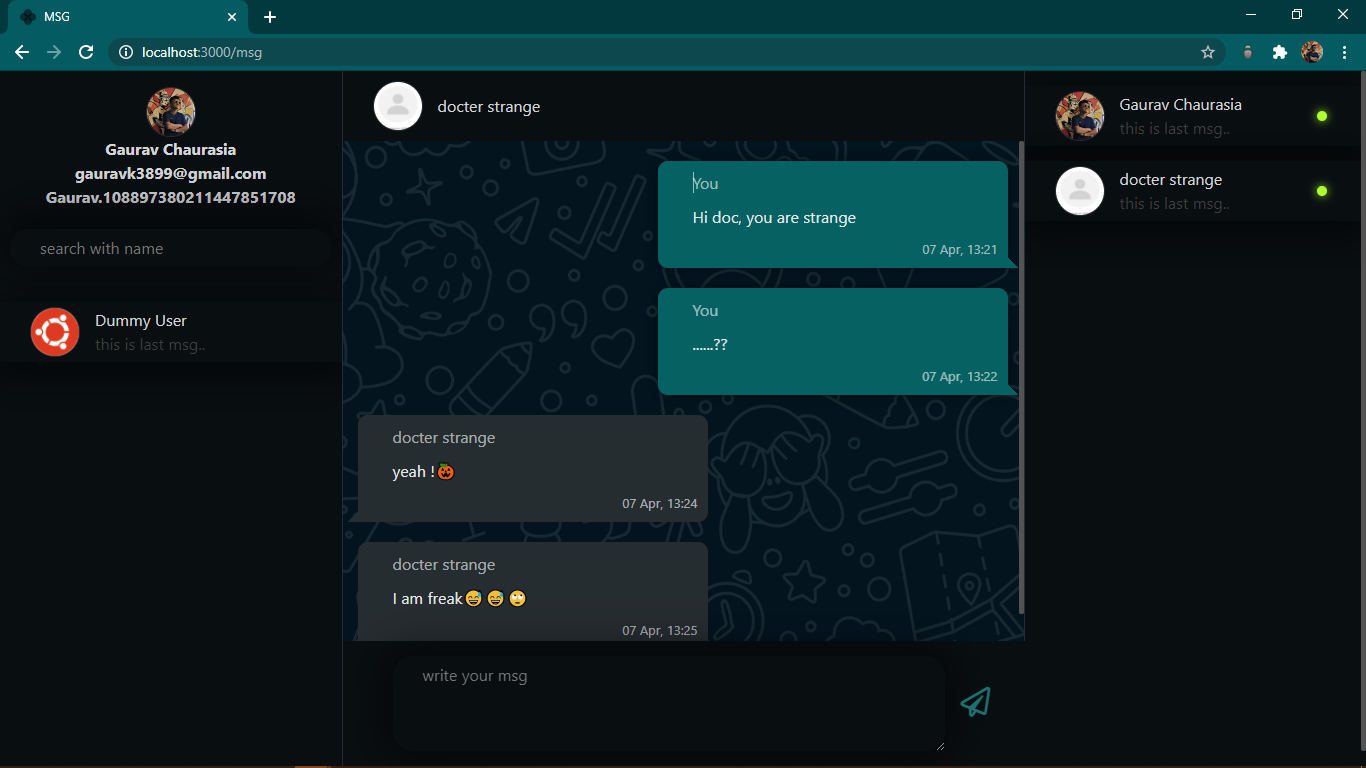 MSG
localhost:3000/msg
Gaurav Chaurasia
gauravk3899@gmail.com
Gaurav.108897380211447851708
search with name
Dummy User
this is last msg..
docter strange
You
Hi doc, you are strange
07 Apr, 13:21
You
......??
07 Apr, 13:22
docter strange
yeah !🎃
07 Apr, 13:24
docter strange
I am freak😅 😅 🙄
07 Apr, 13:25
write your msg
Gaurav Chaurasia
this is last msg..
docter strange
this is last msg..